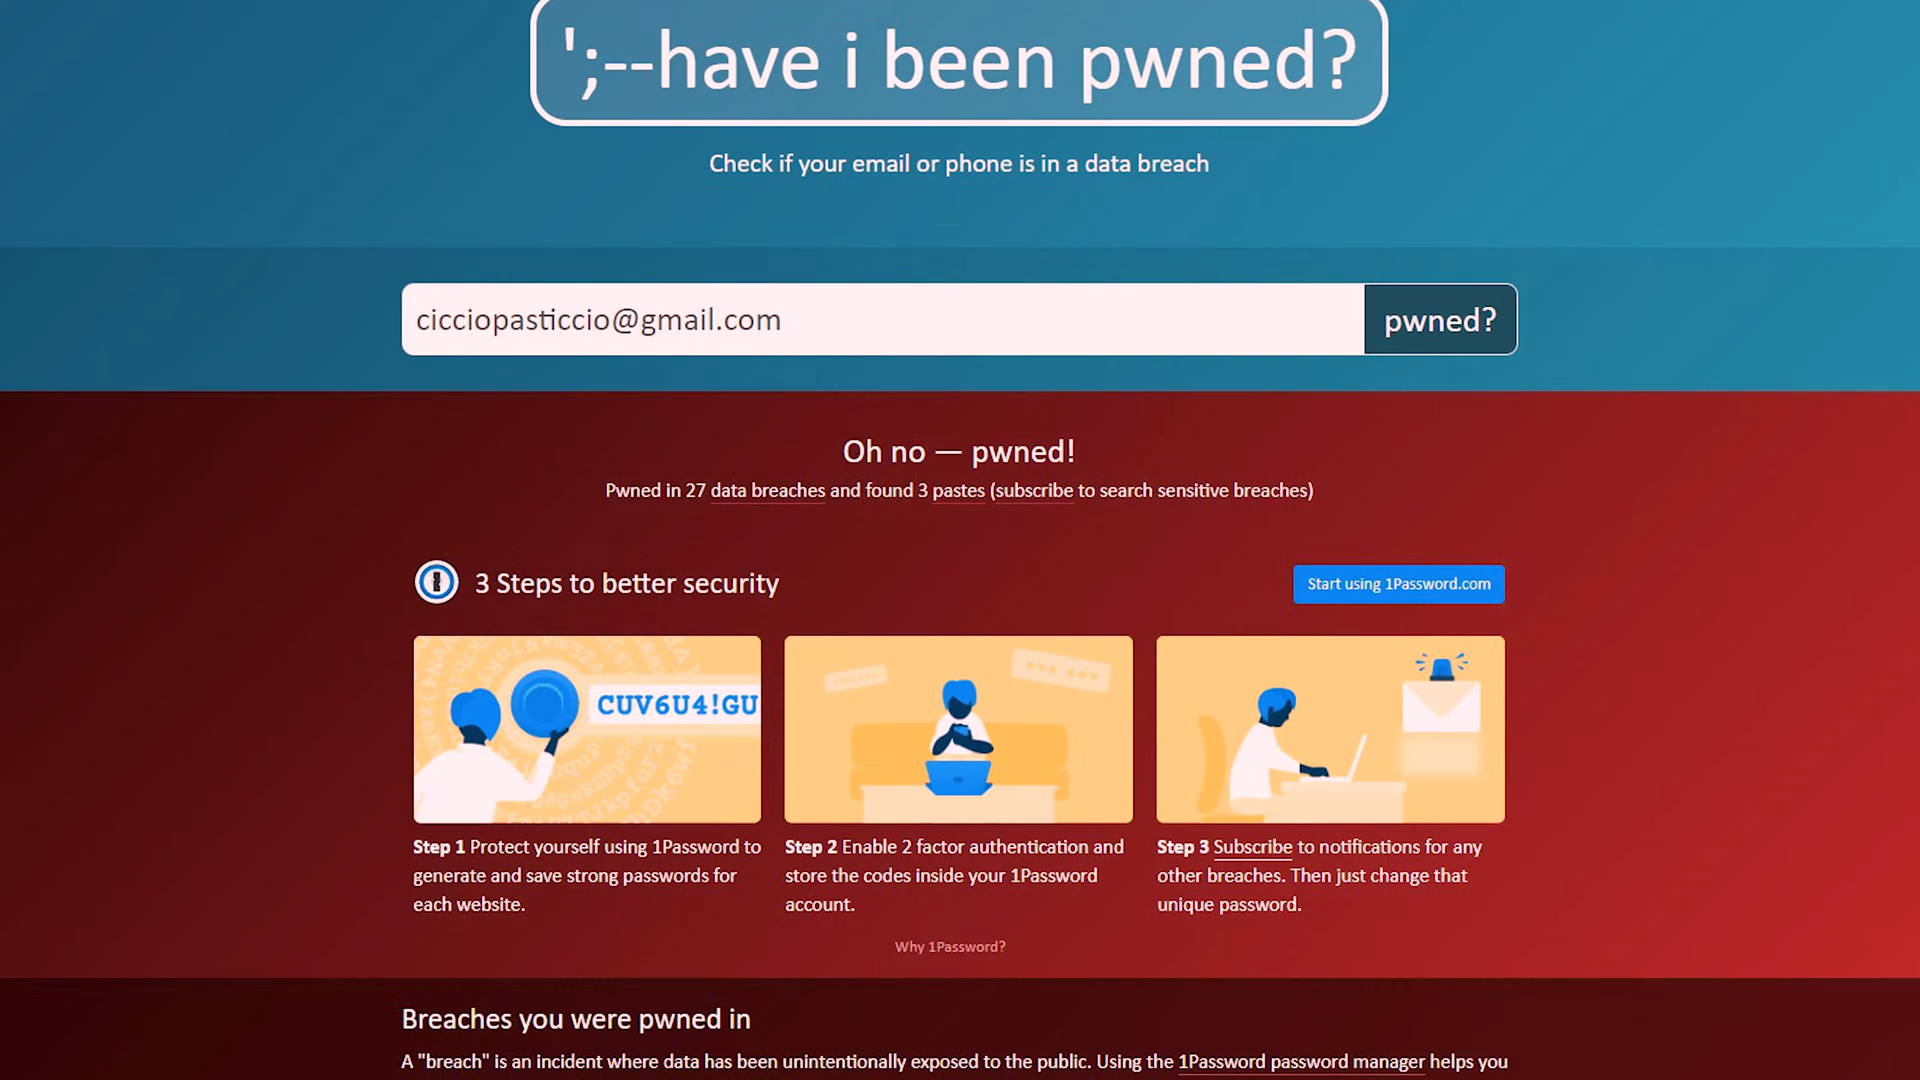 ';--have i been pwned?
Check if your email or phone is in a data breach
cicciopasticcio@gmail.com
pwned?
Oh no — pwned!
Pwned in 27 data breaches and found 3 pastes (subscribe to search sensitive breaches)
3 Steps to better security
Start using 1Password.com
CUV6U4!GU
Step 1 Protect yourself using 1Password to
generate and save strong passwords for
each website.
Step 2 Enable 2 factor authentication and
store the codes inside your 1Password
account.
Step 3 Subscribe to notifications for any
other breaches. Then just change that
unique password.
Why 1Password?
Breaches you were pwned in
A "breach" is an incident where data has been unintentionally exposed to the public. Using the 1Password password manager helps you